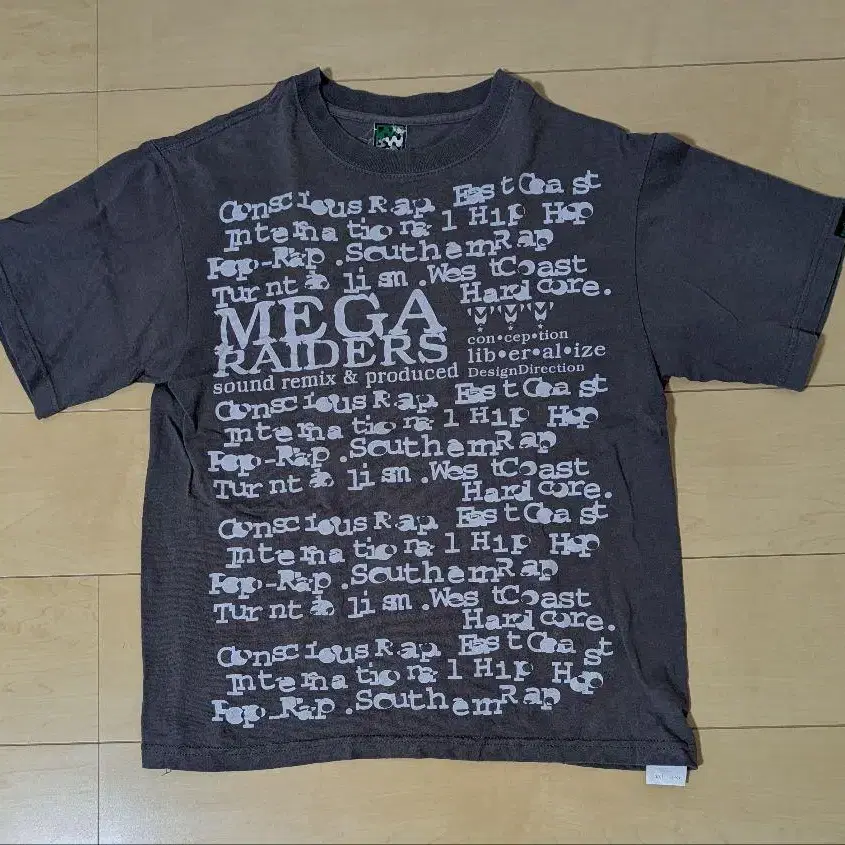 Conscious Rap East Coast
International Hip Hop
Pop-Rap .Southern Rap
Turntablism .West Coast
Hardcore.
MEGA
RAIDERS
sound remix & produced
con•cep•tion
lib•er•al•ize
DesignDirection
Conscious Rap East Coast
International Hip Hop
Pop-Rap .Southern Rap
Turntablism .West Coast
Hardcore.
Conscious Rap East Coast
International Hip Hop
Pop-Rap .Southern Rap
Turntablism .West Coast
Hardcore.
Conscious Rap East Coast
International Hip Hop
Pop-Rap .Southern Rap